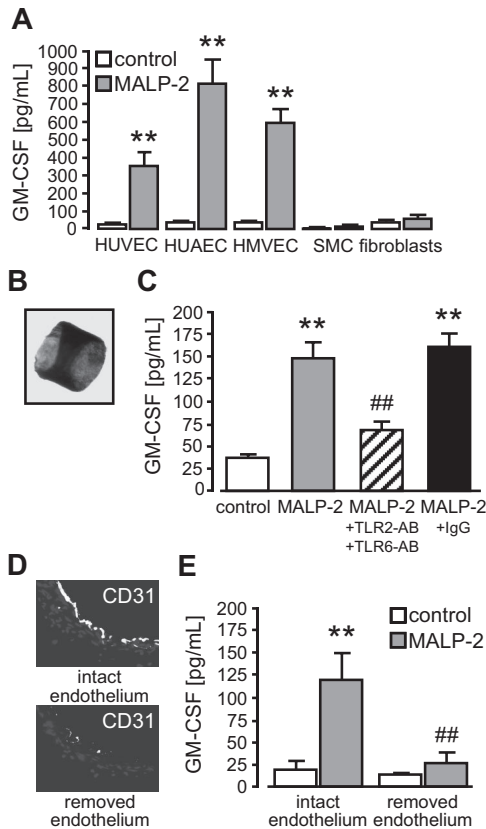 A
GM-CSF [pg/mL]
1000
900
800
700
600
500
400
300
200
100
0
control
MALP-2
**
**
**
HUVEC HUAEC HMVEC SMC fibroblasts
B
C
GM-CSF [pg/mL]
200
175
150
125
100
75
50
25
0
**
##
**
control MALP-2 MALP-2 MALP-2
+TLR2-AB +IgG
+TLR6-AB
D
CD31
intact
endothelium
CD31
removed
endothelium
E
GM-CSF [pg/mL]
200
175
150
125
100
75
50
25
0
control
MALP-2
**
##
intact removed
endothelium endothelium